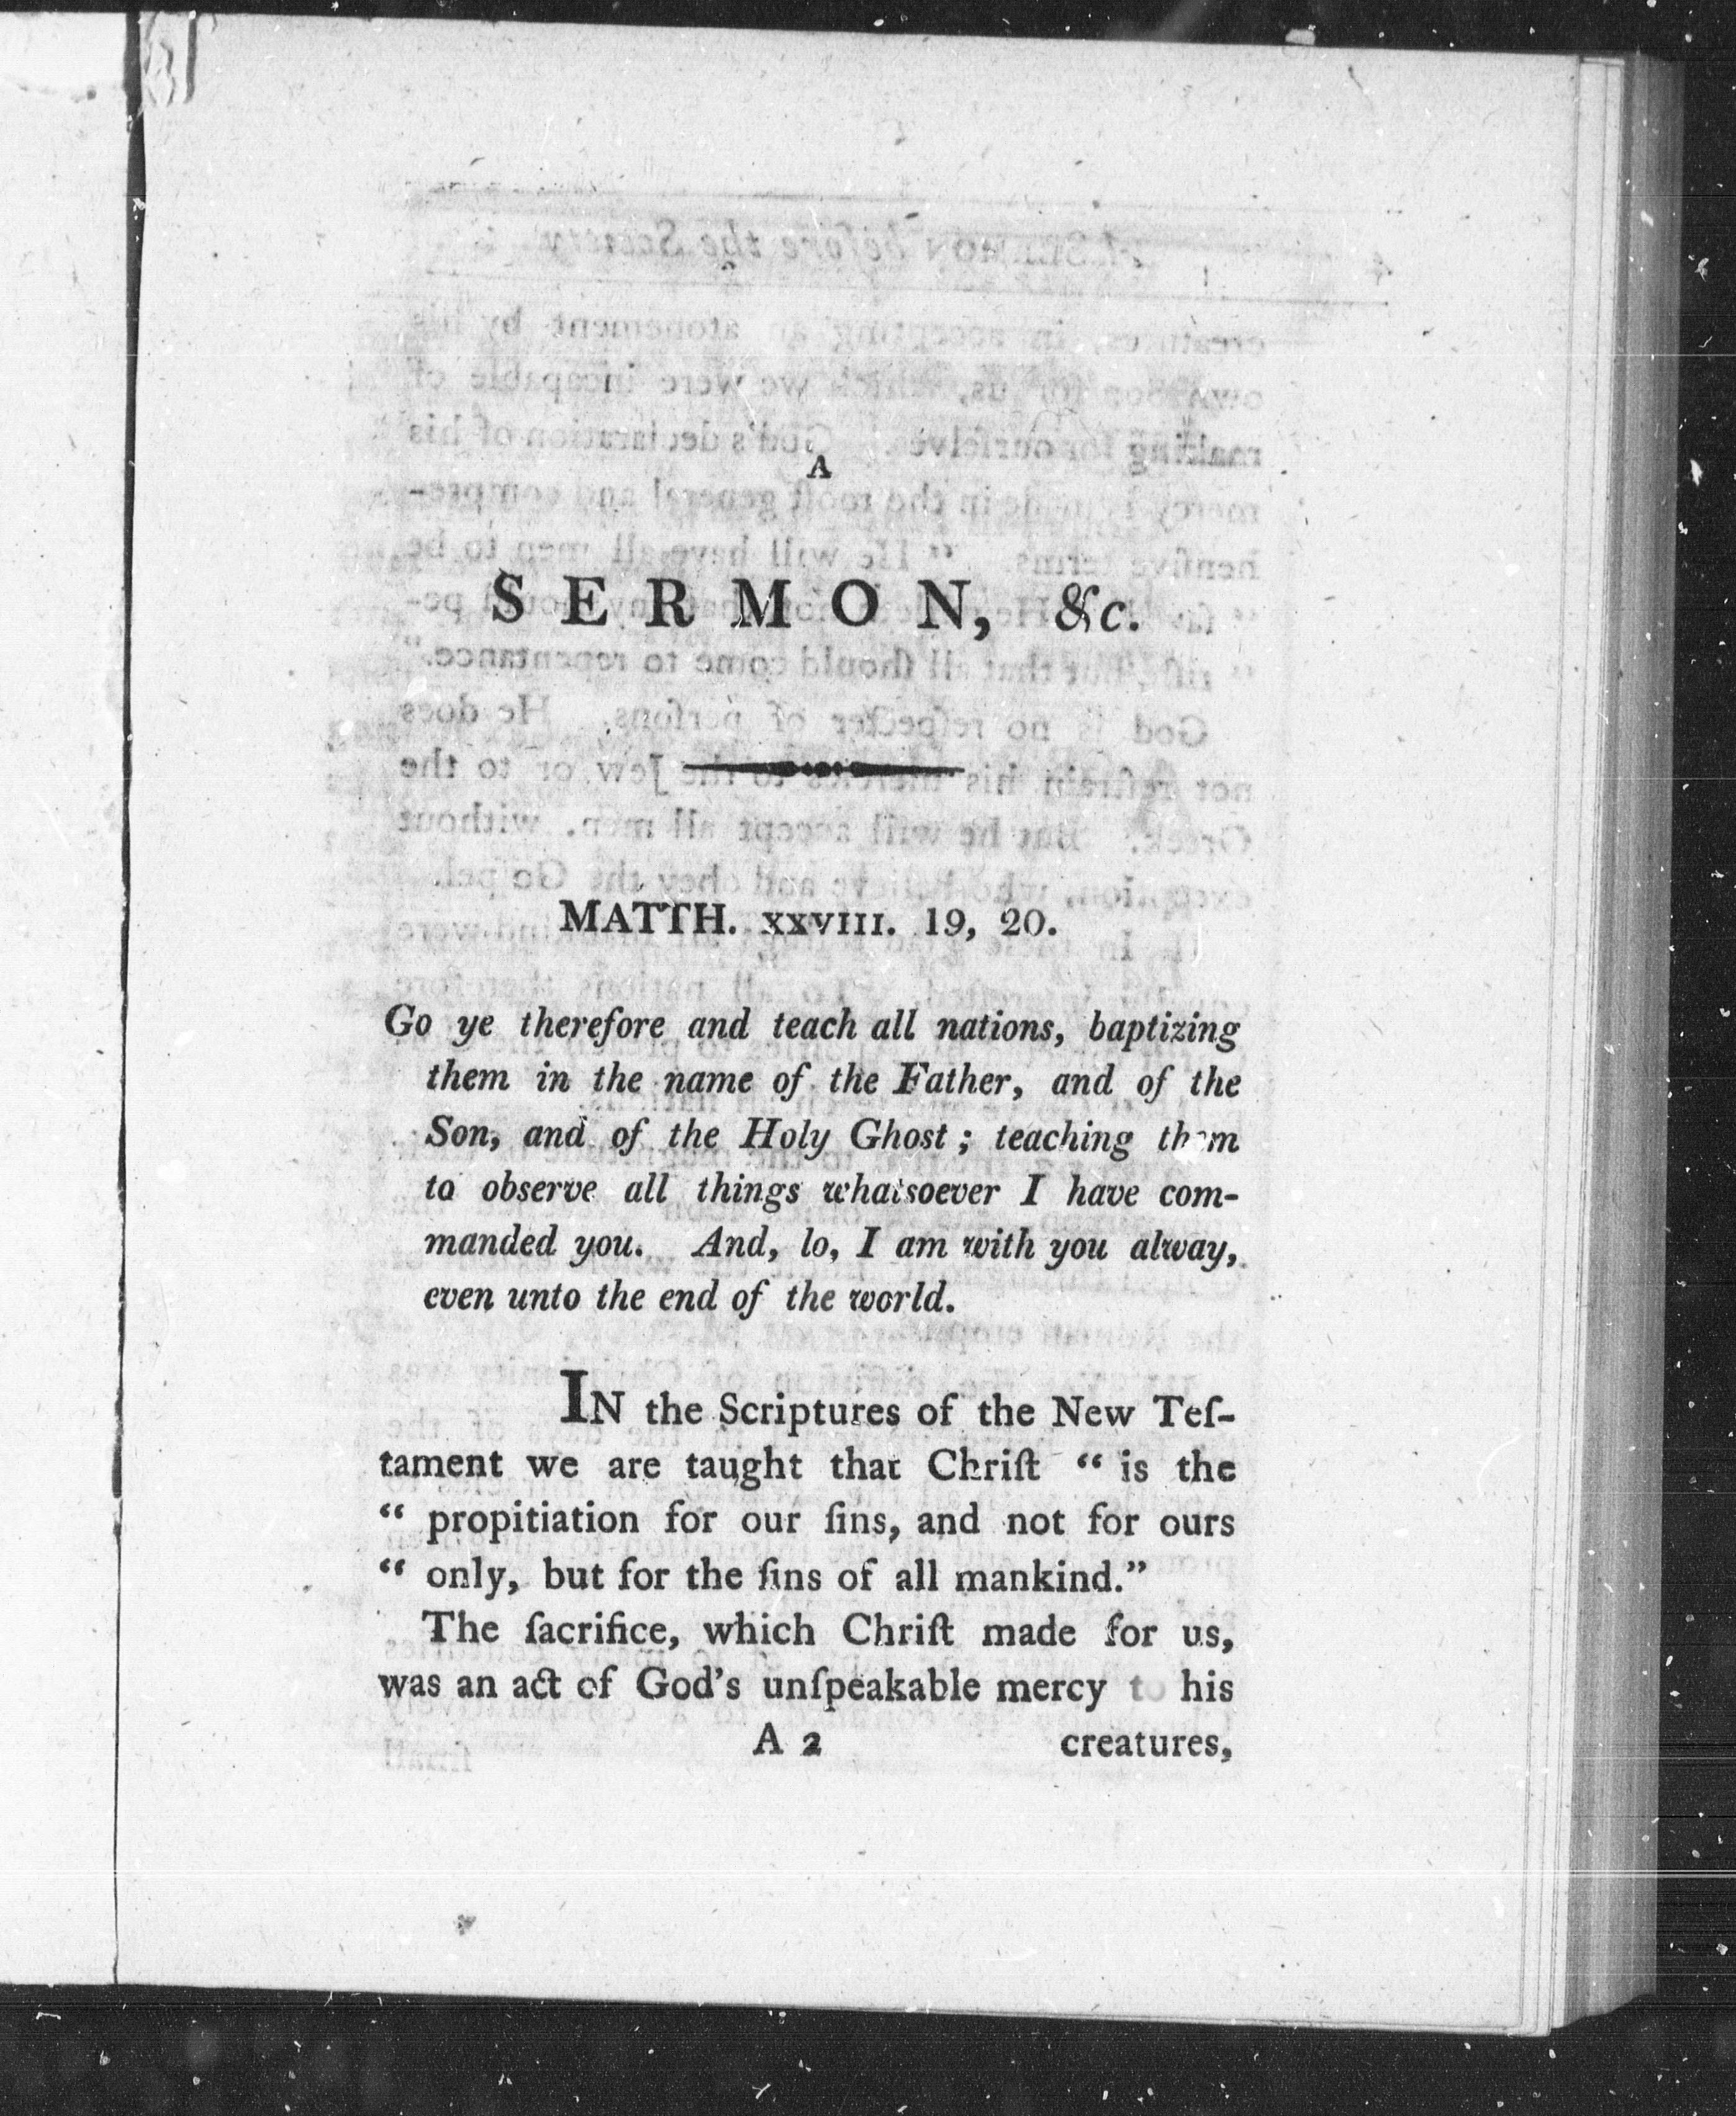 A
SERMON, &c.
MATTH. XXVIII. 19, 20.
Go ye therefore and teach all nations, baptizing
them in the name of the Father, and of the
Son, and of the Holy Ghost; teaching them
to observe all things whatsoever I have com-
manded you. And, lo, I am with you alway,
even unto the end of the world.
IN the Scriptures of the New Teſ-
tament we are taught that Chriſt “ is the
“ propitiation for our ſins, and not for ours
“ only, but for the ſins of all mankind.”
The ſacrifice, which Chriſt made for us,
was an act of God's unſpeakable mercy to his
A 2 creatures,